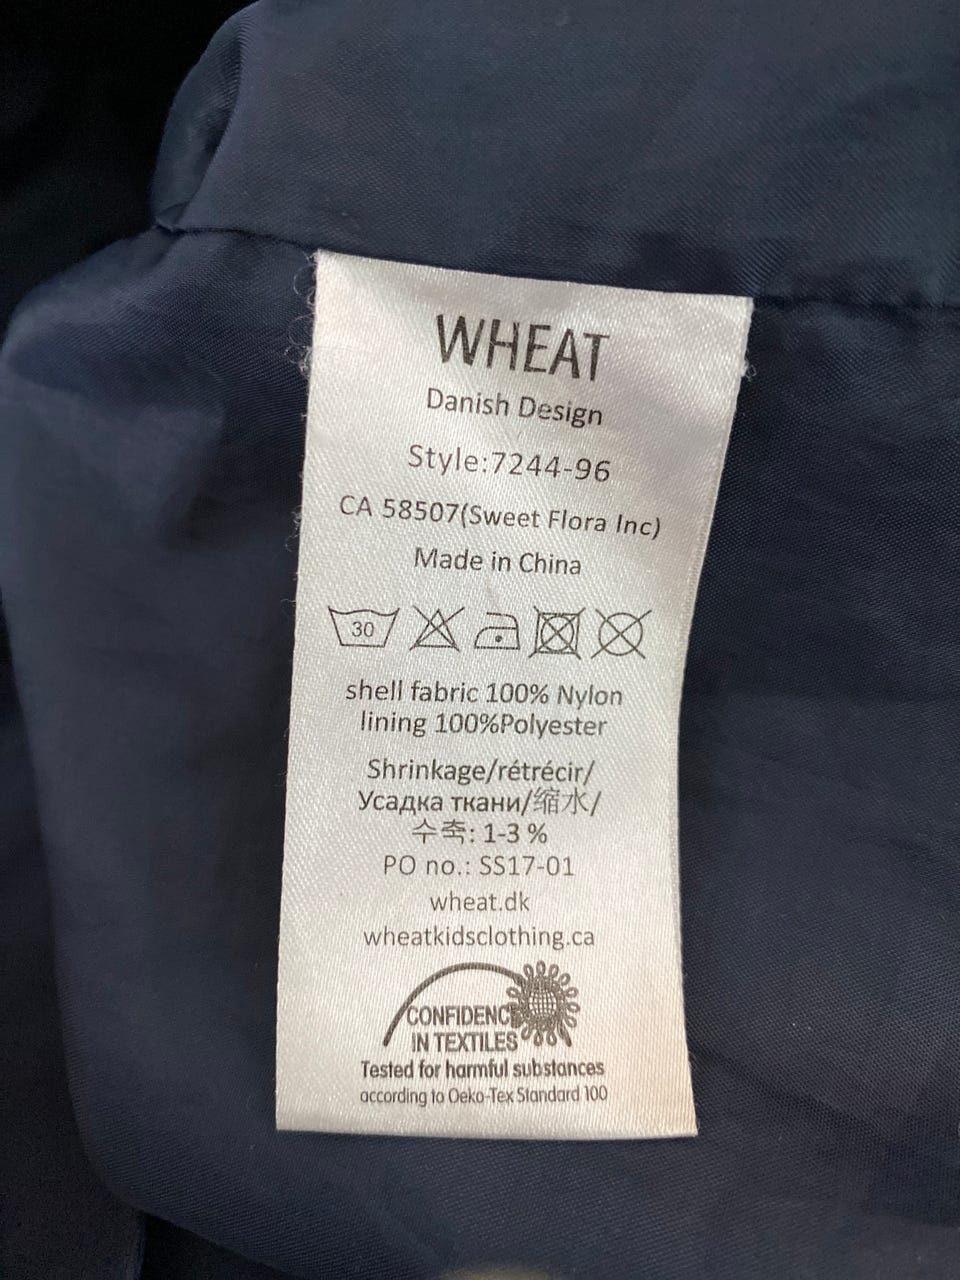 WHEAT
Danish Design
Style:7244-96
CA 58507(Sweet Flora Inc)
Made in China
30
shell fabric 100% Nylon
lining 100%Polyester
Shrinkage/rétrécir/
Усадка ткани/缩水/
수축: 1-3 %
PO no.: SS17-01
wheat.dk
wheatkidsclothing.ca
CONFIDENCE
IN TEXTILES
Tested for harmful substances
according to Oeko-Tex Standard 100